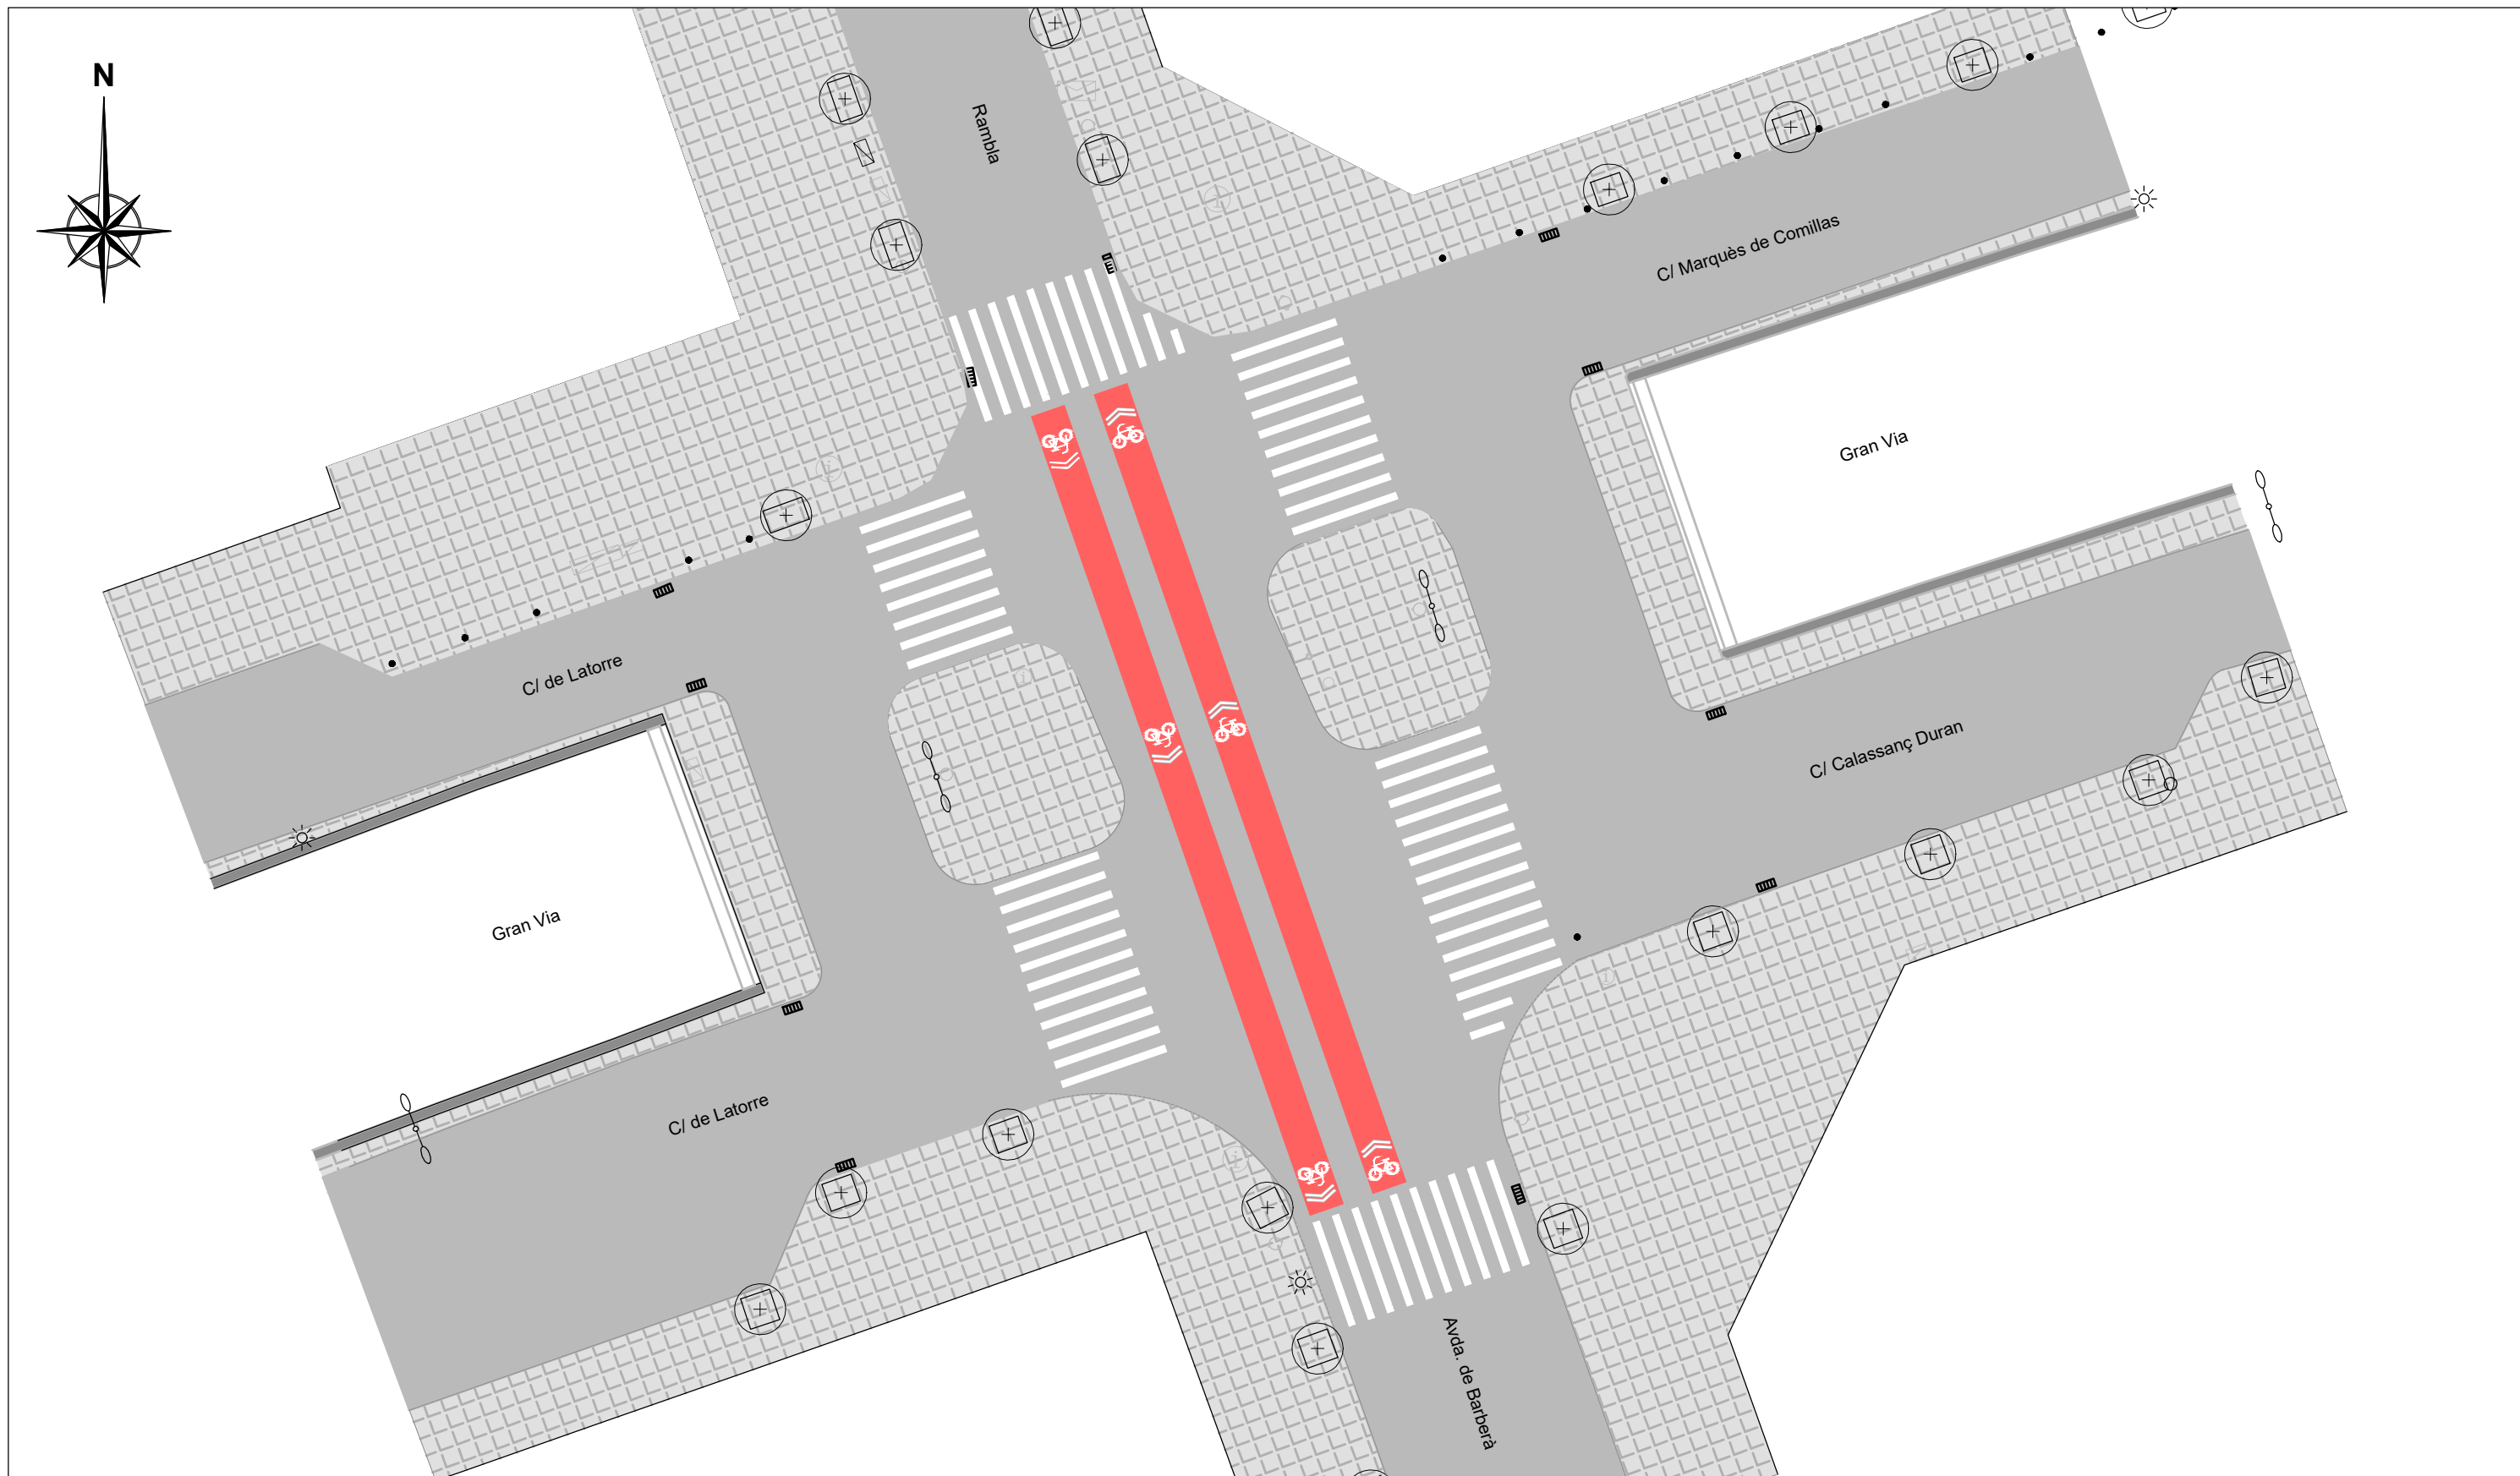 N
Rambla
C/ Marquès de Comillas
Gran Via
C/ de Latorre
C/ Calassanç Duran
Gran Via
C/ de Latorre
Avda. de Barberà